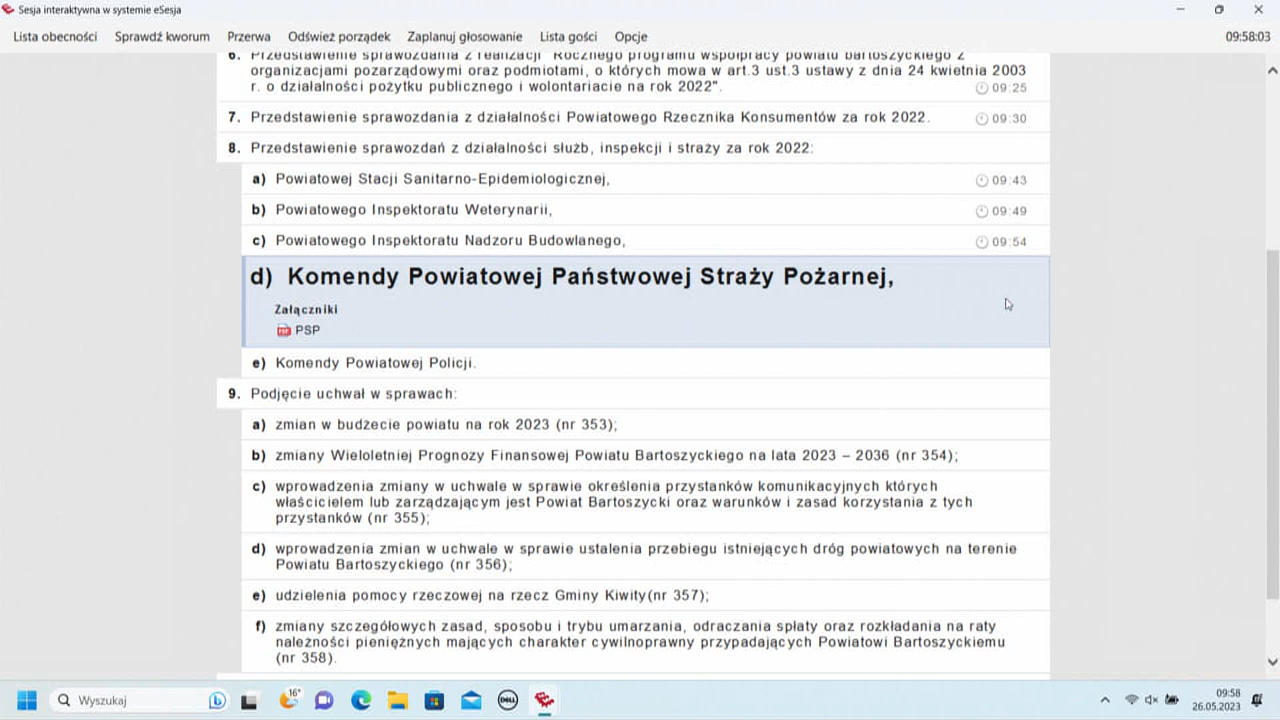 Sesja interaktywna w systemie eSesja
Lista obecności Sprawdź kworum Przerwa Odśwież porządek Zaplanuj głosowanie Lista gości Opcje 09:58:03
6. Przedstawienie sprawozdania z realizacji "Rocznego programu współpracy powiatu bartoszyckiego z
organizacjami pozarządowymi oraz podmiotami, o których mowa w art.3 ust.3 ustawy z dnia 24 kwietnia 2003
r. o działalności pożytku publicznego i wolontariacie na rok 2022". 09:25
7. Przedstawienie sprawozdania z działalności Powiatowego Rzecznika Konsumentów za rok 2022. 09:30
8. Przedstawienie sprawozdań z działalności służb, inspekcji i straży za rok 2022:
a) Powiatowej Stacji Sanitarno-Epidemiologicznej, 09:43
b) Powiatowego Inspektoratu Weterynarii, 09:49
c) Powiatowego Inspektoratu Nadzoru Budowlanego, 09:54
d) Komendy Powiatowej Państwowej Straży Pożarnej,
Załączniki
PSP
e) Komendy Powiatowej Policji.
9. Podjęcie uchwał w sprawach:
a) zmian w budżecie powiatu na rok 2023 (nr 353);
b) zmiany Wieloletniej Prognozy Finansowej Powiatu Bartoszyckiego na lata 2023 – 2036 (nr 354);
c) wprowadzenia zmiany w uchwale w sprawie określenia przystanków komunikacyjnych których
właścicielem lub zarządzającym jest Powiat Bartoszycki oraz warunków i zasad korzystania z tych
przystanków (nr 355);
d) wprowadzenia zmian w uchwale w sprawie ustalenia przebiegu istniejących dróg powiatowych na terenie
Powiatu Bartoszyckiego (nr 356);
e) udzielenia pomocy rzeczowej na rzecz Gminy Kiwity(nr 357);
f) zmiany szczegółowych zasad, sposobu i trybu umarzania, odraczania spłaty oraz rozkładania na raty
należności pieniężnych mających charakter cywilnoprawny przypadających Powiatowi Bartoszyckiemu
(nr 358).
Wyszukaj
16°
DELL
09:58
26.05.2023